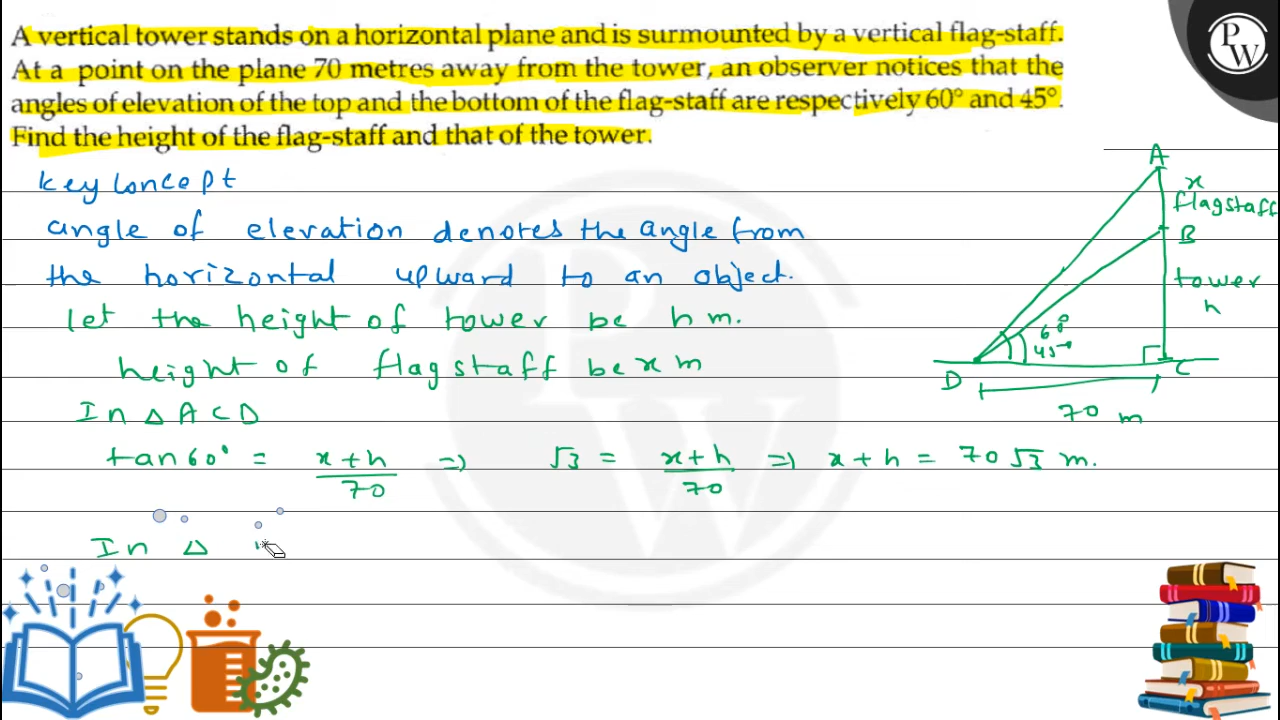 A vertical tower stands on a horizontal plane and is surmounted by a vertical flag-staff.
At a point on the plane 70 metres away from the tower, an observer notices that the
angles of elevation of the top and the bottom of the flag-staff are respectively 60° and 45°.
Find the height of the flag-staff and that of the tower.
PW
key concept
angle of elevation denotes the angle from
the horizontal upward to an object.
let the height of tower be h m.
height of flagstaff be x m
In △ A C D
tan 60° = x+h/70 ⇒ √3 = x+h/70 ⇒ x+h = 70√3 m.
In △
A
x
flagstaff
B
tower
h
60°
45°
D
C
70 m